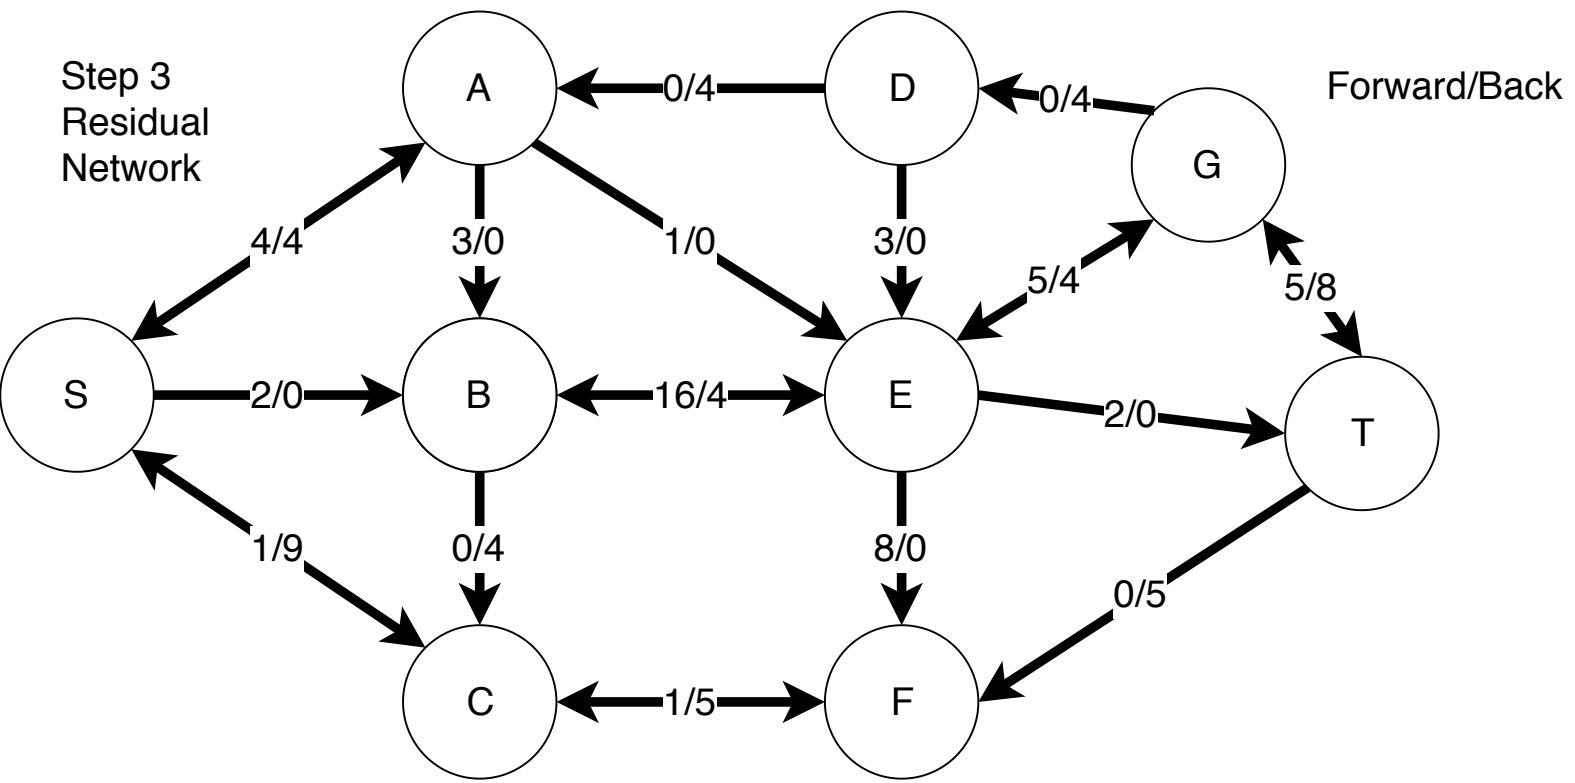 Step 3
Residual
Network
Forward/Back
A
0/4
D
0/4
G
4/4
3/0
1/0
3/0
5/4
5/8
S
2/0
B
16/4
E
2/0
T
1/9
0/4
8/0
0/5
C
1/5
F